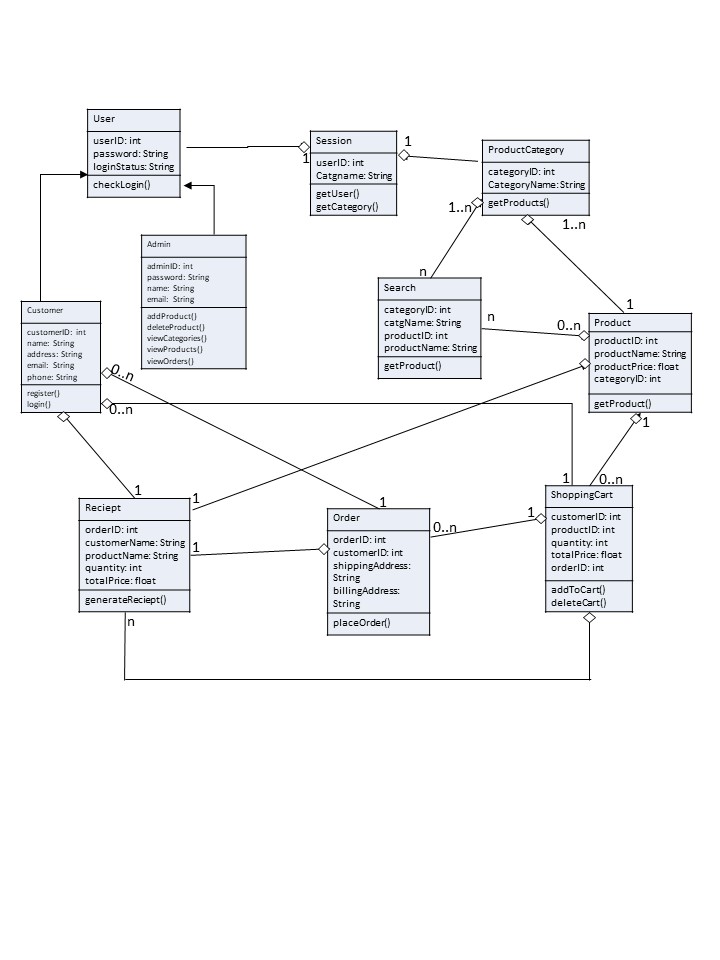 User
userID: int
password: String
loginStatus: String
checkLogin()
1
Session
userID: int
Catgname: String
getUser()
getCategory()
1
ProductCategory
categoryID: int
CategoryName:String
getProducts()
1..n
1..n
Admin
adminID: int
password: String
name: String
email: String
addProduct()
deleteProduct()
viewCategories()
viewProducts()
viewOrders()
n
Search
categoryID: int
catgName: String
productID: int
productName: String
getProduct()
n
0..n
1
Product
productID: int
productName: String
productPrice: float
categoryID: int
getProduct()
1
Customer
customerID: int
name: String
address: String
email: String
phone: String
register()
login()
0..n
0..n
1
Reciept
orderID: int
customerName: String
productName: String
quantity: int
totalPrice: float
generateReciept()
1
1
n
1
Order
orderID: int
customerID: int
shippingAddress:
String
billingAddress:
String
placeOrder()
0..n
1
1
0..n
ShoppingCart
customerID: int
productID: int
quantity: int
totalPrice: float
orderID: int
addToCart()
deleteCart()